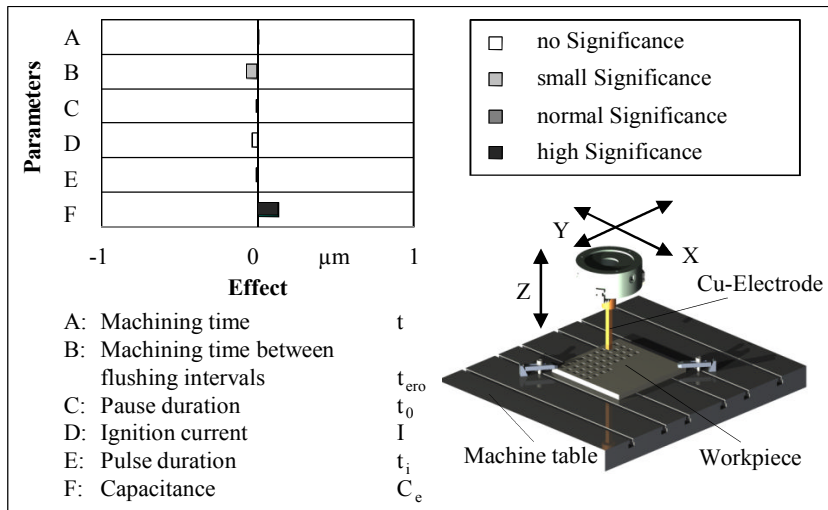 Parameters
A
B
C
D
E
F
-1 0 µm 1
Effect
no Significance
small Significance
normal Significance
high Significance
A: Machining time t
B: Machining time between
flushing intervals t_ero
C: Pause duration t_0
D: Ignition current I
E: Pulse duration t_i
F: Capacitance C_e
Y
X
Z
Cu-Electrode
Machine table
Workpiece